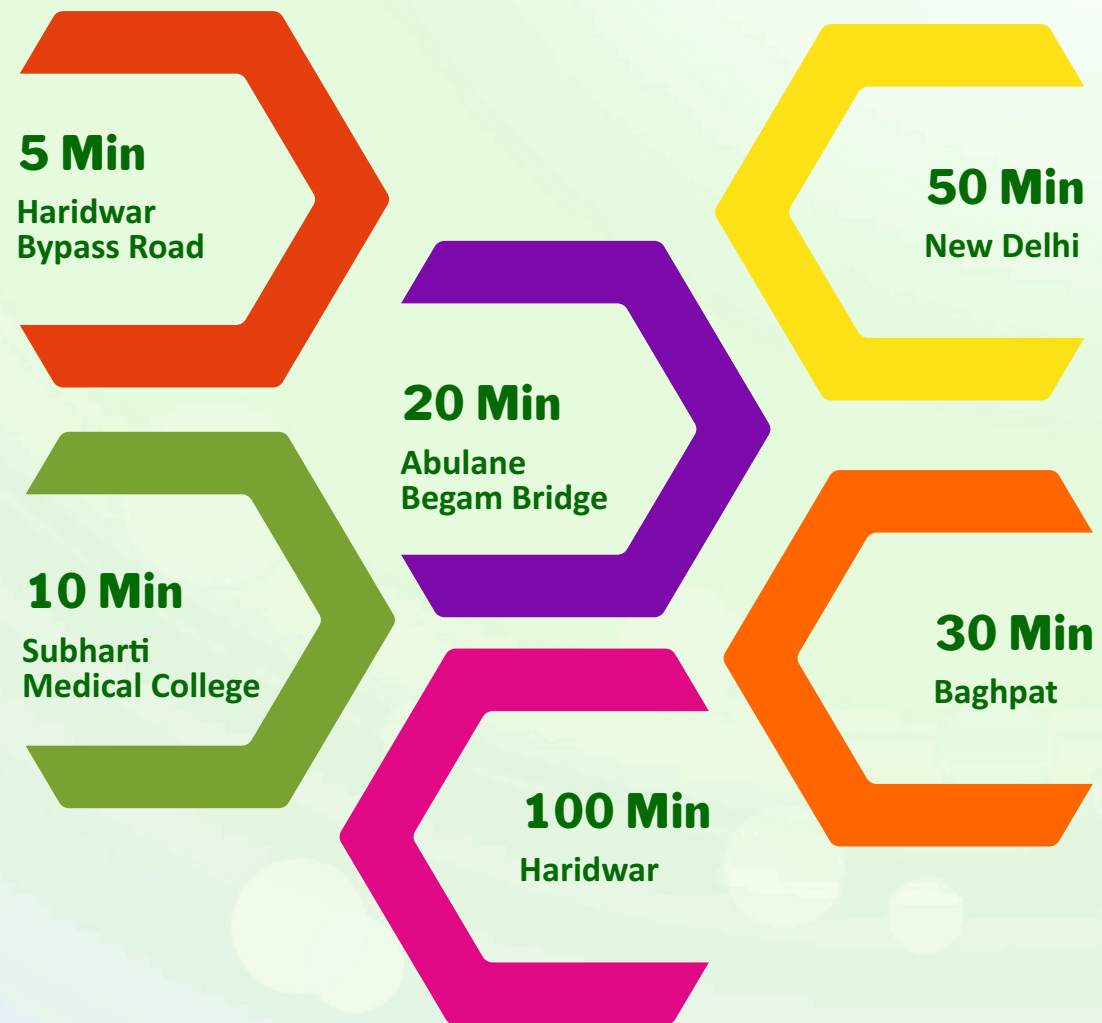 5 Min
Haridwar
Bypass Road
50 Min
New Delhi
20 Min
Abulane
Begam Bridge
10 Min
Subharti
Medical College
30 Min
Baghpat
100 Min
Haridwar